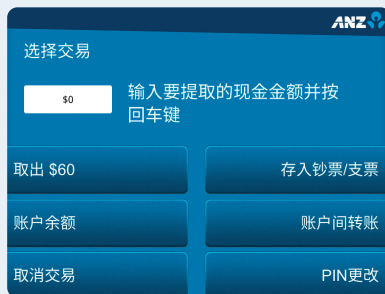 ANZ
选择交易
$0
输入要提取的现金金额并按
回车键
取出 $60
存入钞票/支票
账户余额
账户间转账
取消交易
PIN更改